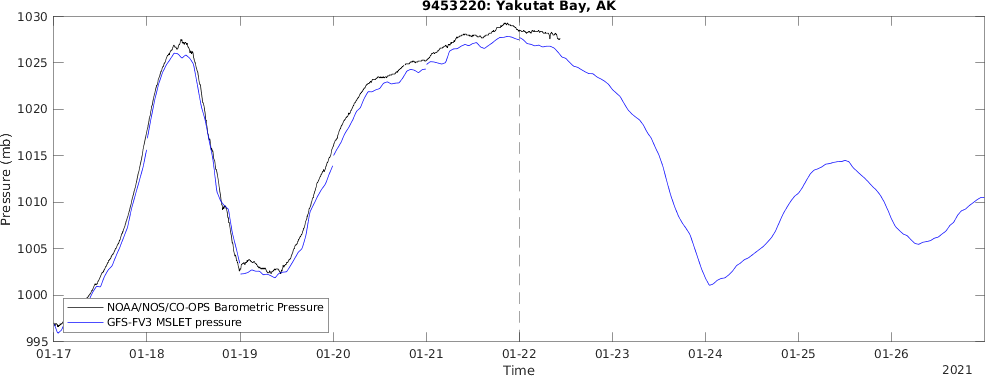 9453220: Yakutat Bay, AK
Pressure (mb)
1030
1025
1020
1015
1010
1005
1000
995
NOAA/NOS/CO-OPS Barometric Pressure
GFS-FV3 MSLET pressure
01-17 01-18 01-19 01-20 01-21 01-22 01-23 01-24 01-25 01-26
Time
2021